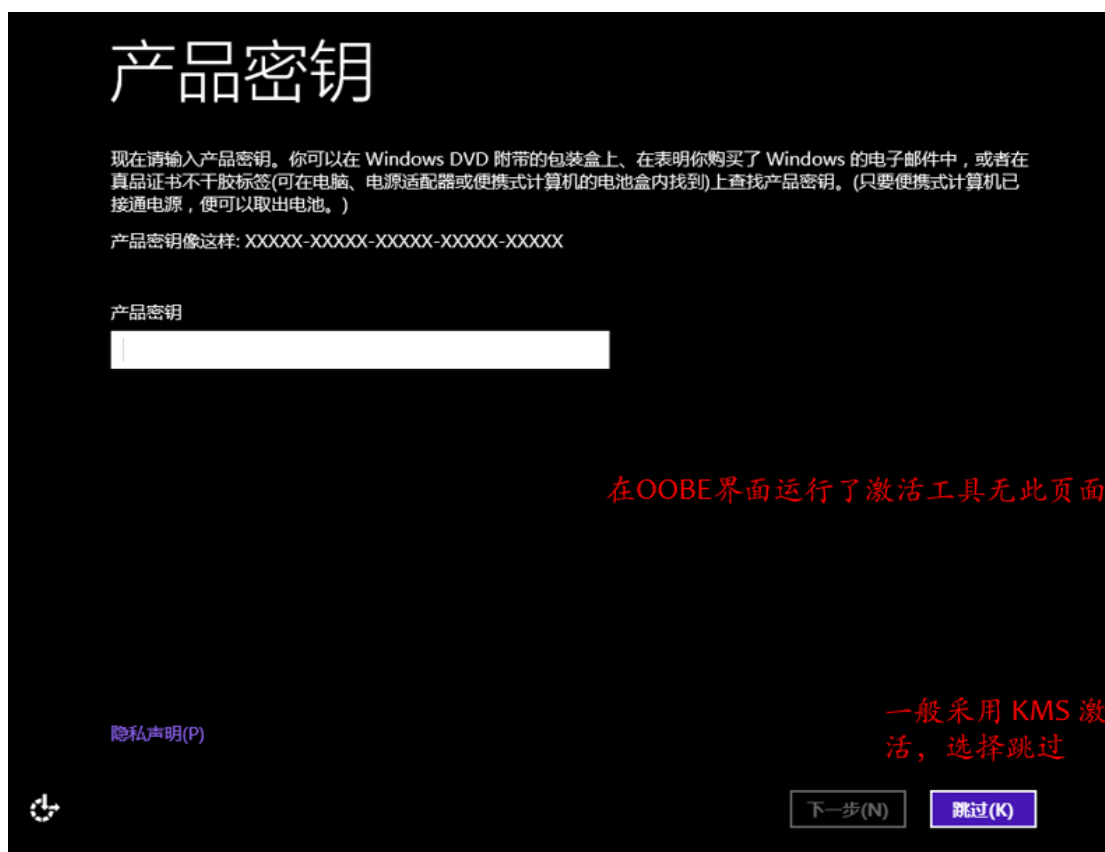 产品密钥
现在请输入产品密钥。你可以在 Windows DVD 附带的包装盒上、在表明你购买了 Windows 的电子邮件中，或者在
真品证书不干胶标签(可在电脑、电源适配器或便携式计算机的电池盒内找到)上查找产品密钥。(只要便携式计算机已
接通电源，便可以取出电池。)
产品密钥像这样: XXXXX-XXXXX-XXXXX-XXXXX-XXXXX
产品密钥
在OOBE界面运行了激活工具无此页面
一般采用 KMS 激
活，选择跳过
隐私声明(P)
下一步(N)
跳过(K)